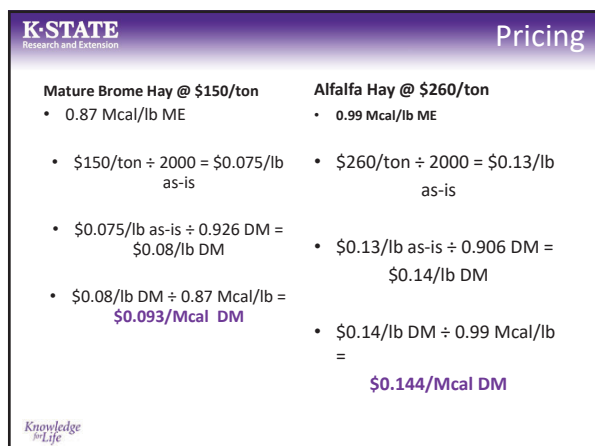 K·STATE
Research and Extension
Pricing
Mature Brome Hay @ $150/ton
• 0.87 Mcal/lb ME
• $150/ton ÷ 2000 = $0.075/lb
as-is
• $0.075/lb as-is ÷ 0.926 DM =
$0.08/lb DM
• $0.08/lb DM ÷ 0.87 Mcal/lb =
$0.093/Mcal DM
Alfalfa Hay @ $260/ton
• 0.99 Mcal/lb ME
• $260/ton ÷ 2000 = $0.13/lb
as-is
• $0.13/lb as-is ÷ 0.906 DM =
$0.14/lb DM
• $0.14/lb DM ÷ 0.99 Mcal/lb
=
$0.144/Mcal DM
Knowledge
for Life